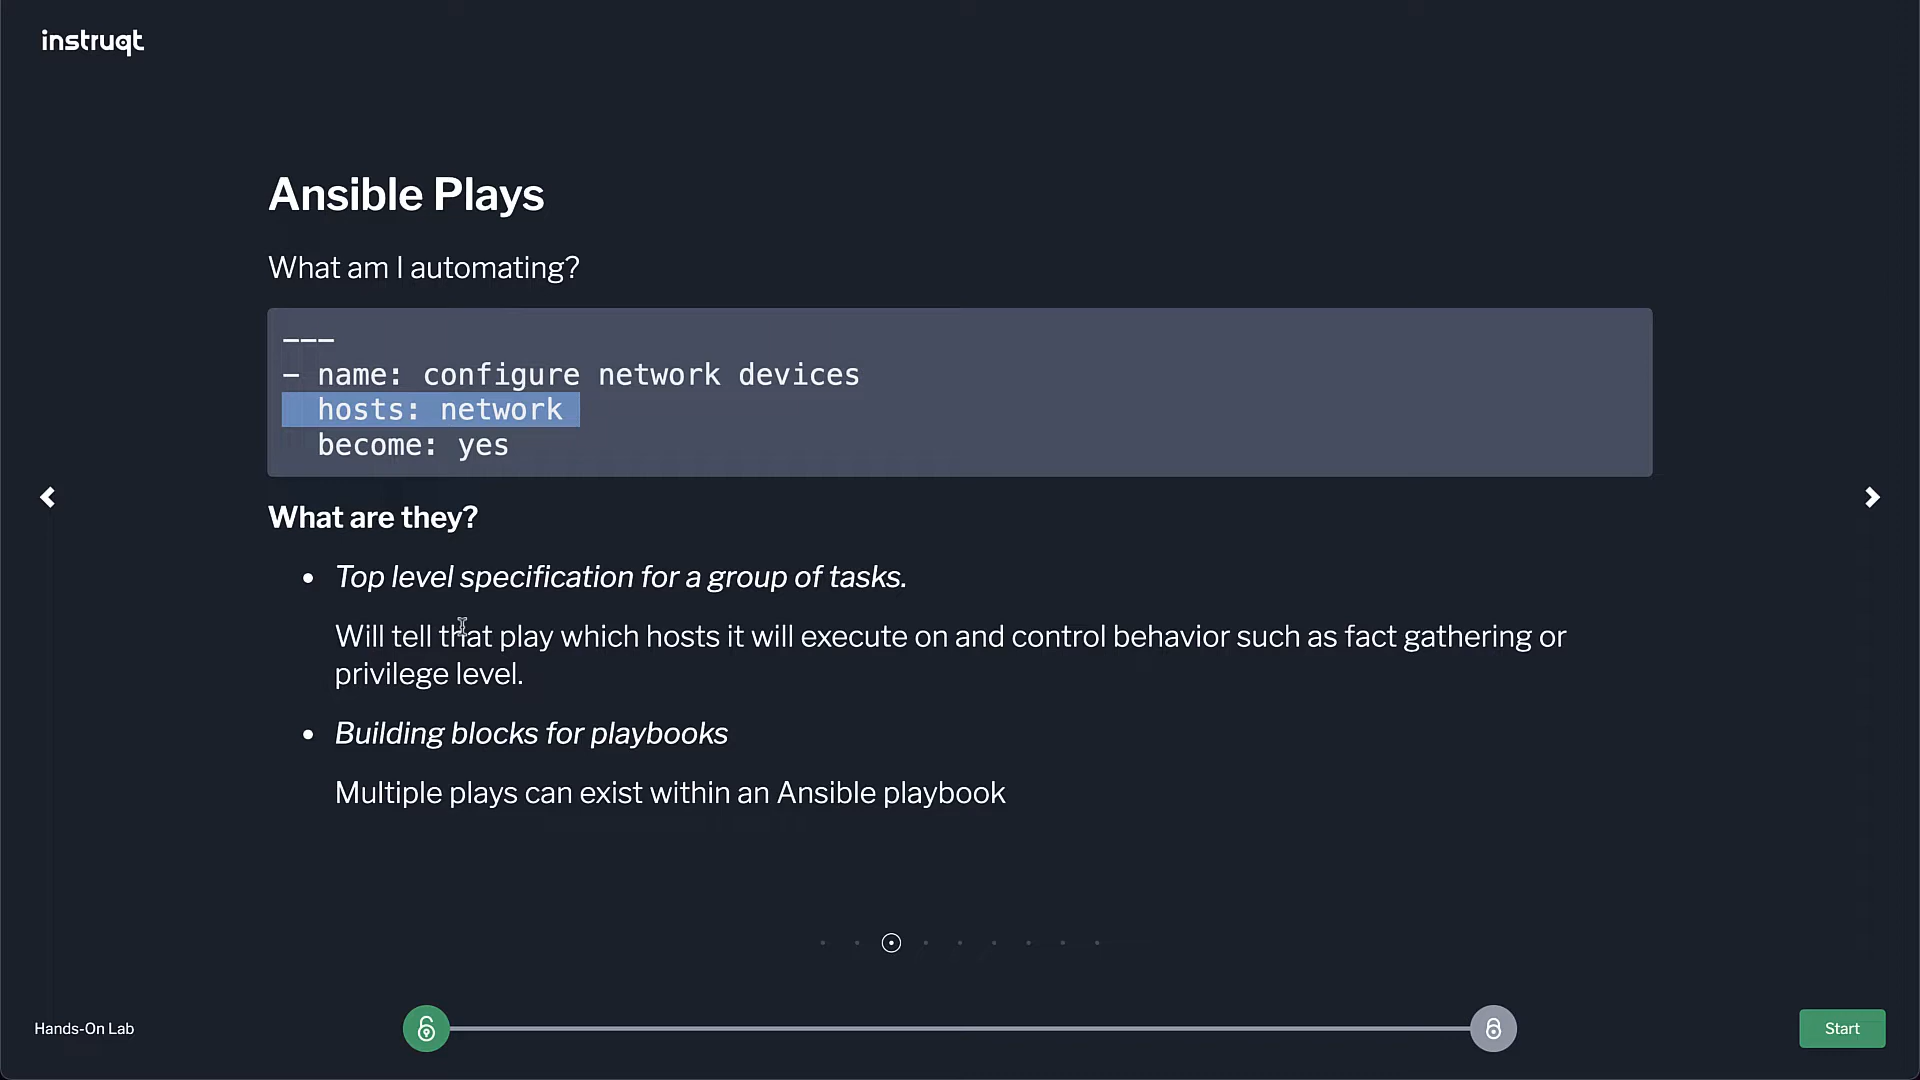 instruqt
Ansible Plays
What am I automating?
---
- name: configure network devices
  hosts: network
  become: yes
What are they?
• Top level specification for a group of tasks.
Will tell that play which hosts it will execute on and control behavior such as fact gathering or
privilege level.
• Building blocks for playbooks
Multiple plays can exist within an Ansible playbook
Hands-On Lab
Start